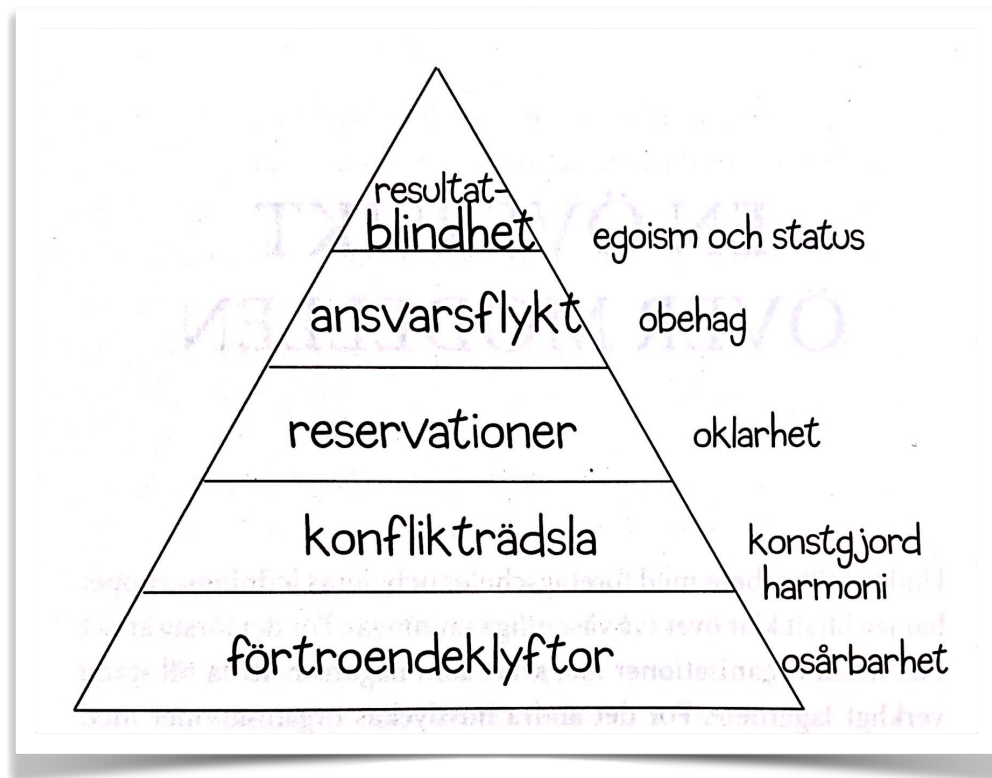 resultat-
blindhet
egoism och status
ansvarsflykt
obehag
reservationer
oklarhet
konflikträdsla
konstgjord
harmoni
förtroendeklyftor
osårbarhet